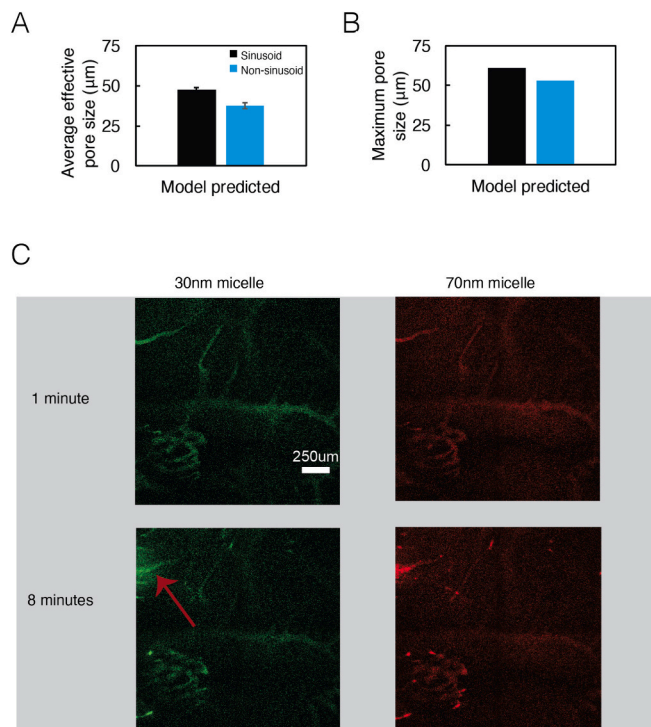 A
75
50
25
0
Average effective
pore size (μm)
Sinusoid
Non-sinusoid
Model predicted
B
75
50
25
0
Maximum pore
size (μm)
Model predicted
C
30nm micelle
70nm micelle
1 minute
250um
8 minutes